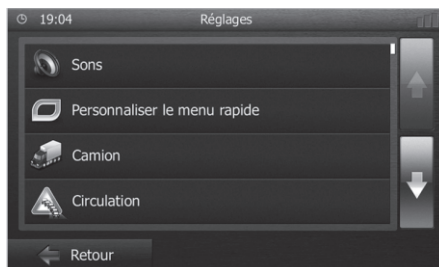 19:04 Réglages
Sons
Personnaliser le menu rapide
Camion
Circulation
Retour